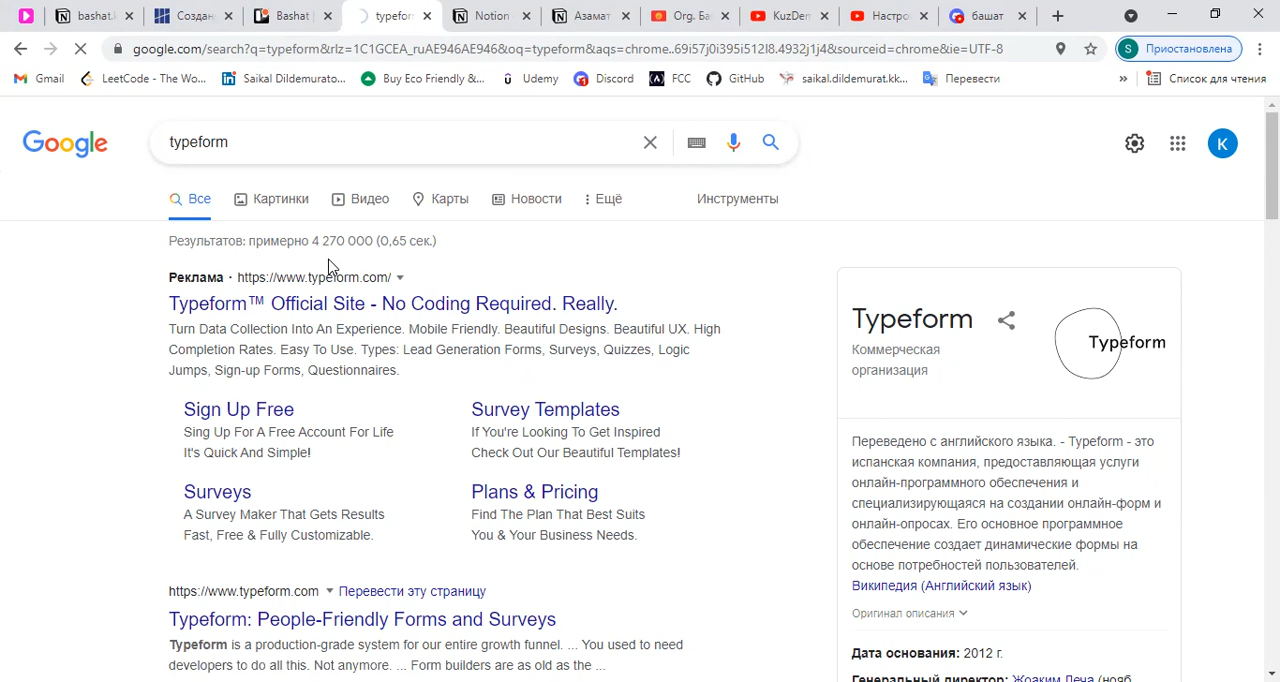 bashat.k
Создан
Bashat
typefor
Notion
Азамат
Org. Ба
KuzDem
Настро
башат
google.com/search?q=typeform&rlz=1C1GCEA_ruAE946AE946&oq=typeform&aqs=chrome..69i57j0i395i512l8.4932j1j4&sourceid=chrome&ie=UTF-8
S Приостановлена
Gmail
LeetCode - The Wo...
Saikal Dildemurato...
Buy Eco Friendly &...
Udemy
Discord
FCC
GitHub
saikal.dildemurat.kk...
Перевести
»
Список для чтения
Google
typeform
K
Все
Картинки
Видео
Карты
Новости
Ещё
Инструменты
Результатов: примерно 4 270 000 (0,65 сек.)
Реклама · https://www.typeform.com/
Typeform™ Official Site - No Coding Required. Really.
Turn Data Collection Into An Experience. Mobile Friendly. Beautiful Designs. Beautiful UX. High
Completion Rates. Easy To Use. Types: Lead Generation Forms, Surveys, Quizzes, Logic
Jumps, Sign-up Forms, Questionnaires.
Sign Up Free
Sing Up For A Free Account For Life
It's Quick And Simple!
Survey Templates
If You're Looking To Get Inspired
Check Out Our Beautiful Templates!
Surveys
A Survey Maker That Gets Results
Fast, Free & Fully Customizable.
Plans & Pricing
Find The Plan That Best Suits
You & Your Business Needs.
https://www.typeform.com Перевести эту страницу
Typeform: People-Friendly Forms and Surveys
Typeform is a production-grade system for our entire growth funnel. ... You used to need
developers to do all this. Not anymore. ... Form builders are as old as the ...
Typeform
Коммерческая
организация
Typeform
Переведено с английского языка. - Typeform - это
испанская компания, предоставляющая услуги
онлайн-программного обеспечения и
специализирующаяся на создании онлайн-форм и
онлайн-опросах. Его основное программное
обеспечение создает динамические формы на
основе потребностей пользователей.
Википедия (Английский язык)
Оригинал описания
Дата основания: 2012 г.
Генеральный директор: Жоаким Леча (нояб.